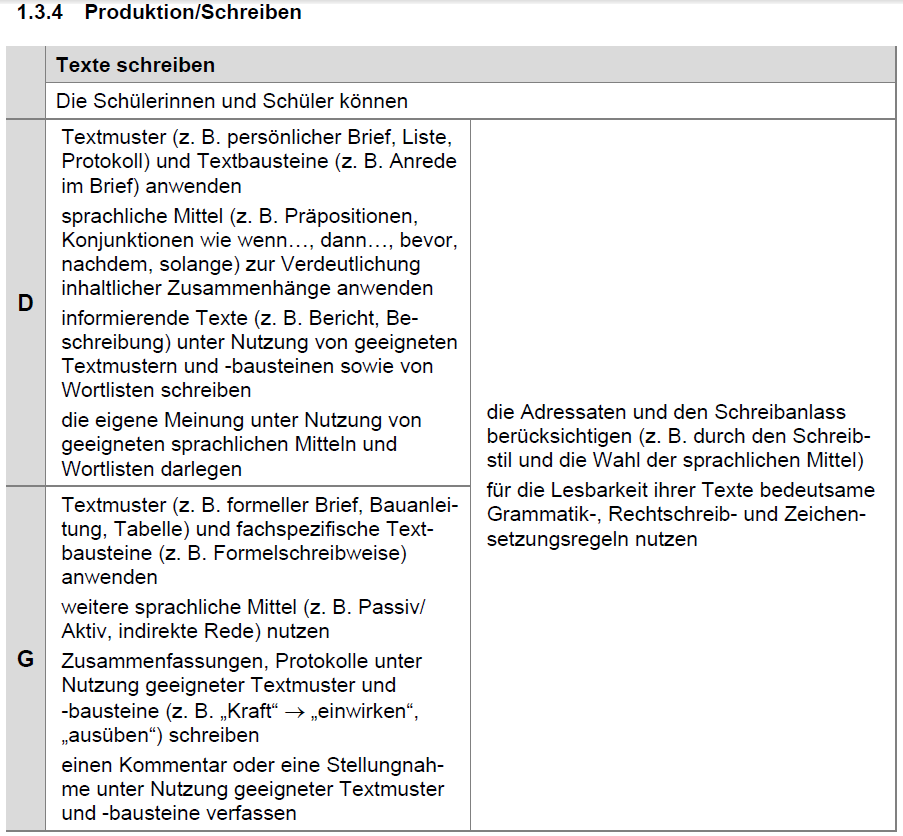 1.3.4 Produktion/Schreiben
Texte schreiben
Die Schülerinnen und Schüler können
D
Textmuster (z. B. persönlicher Brief, Liste,
Protokoll) und Textbausteine (z. B. Anrede
im Brief) anwenden
sprachliche Mittel (z. B. Präpositionen,
Konjunktionen wie wenn…, dann…, bevor,
nachdem, solange) zur Verdeutlichung
inhaltlicher Zusammenhänge anwenden
informierende Texte (z. B. Bericht, Be-
schreibung) unter Nutzung von geeigneten
Textmustern und -bausteinen sowie von
Wortlisten schreiben
die eigene Meinung unter Nutzung von
geeigneten sprachlichen Mitteln und
Wortlisten darlegen
G
Textmuster (z. B. formeller Brief, Bauanlei-
tung, Tabelle) und fachspezifische Text-
bausteine (z. B. Formelschreibweise)
anwenden
weitere sprachliche Mittel (z. B. Passiv/
Aktiv, indirekte Rede) nutzen
Zusammenfassungen, Protokolle unter
Nutzung geeigneter Textmuster und
-bausteine (z. B. „Kraft“ → „einwirken“,
„ausüben“) schreiben
einen Kommentar oder eine Stellungnah-
me unter Nutzung geeigneter Textmuster
und -bausteine verfassen
die Adressaten und den Schreibanlass
berücksichtigen (z. B. durch den Schreib-
stil und die Wahl der sprachlichen Mittel)
für die Lesbarkeit ihrer Texte bedeutsame
Grammatik-, Rechtschreib- und Zeichen-
setzungsregeln nutzen